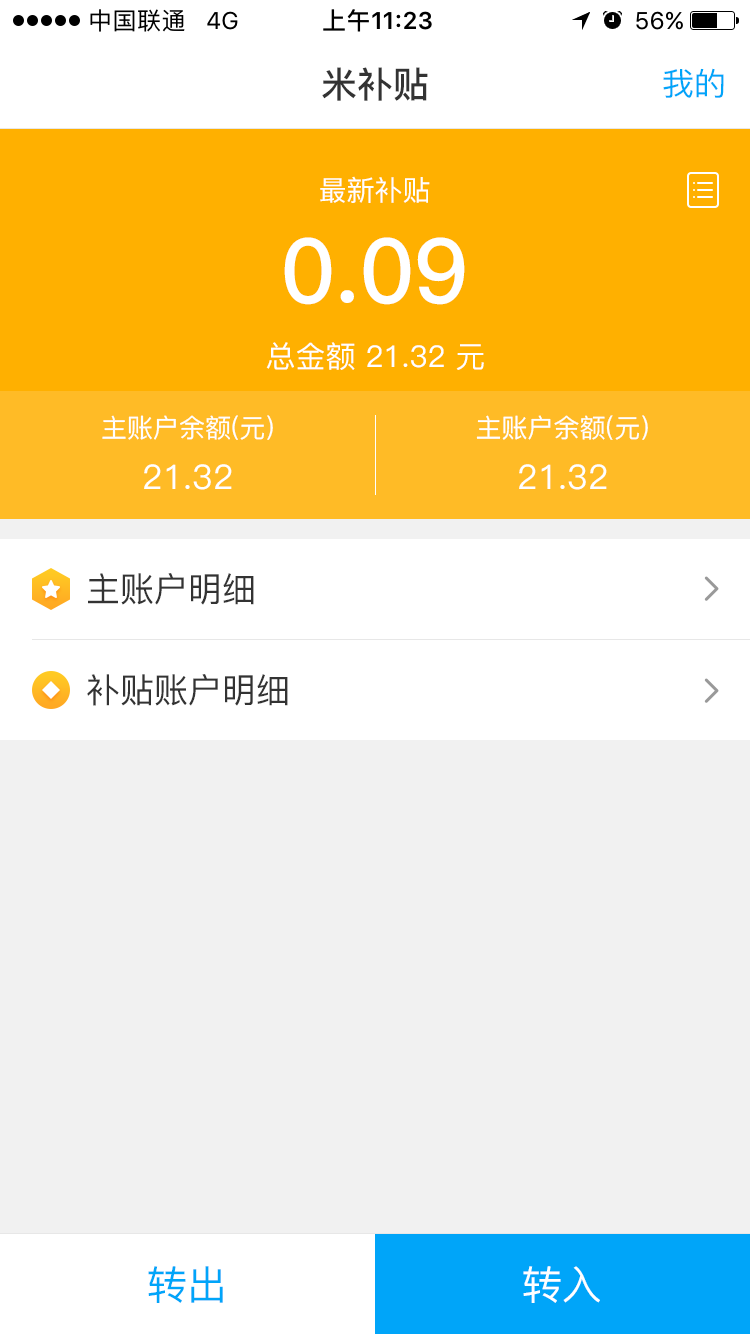 中国联通 4G 上午11:23 56%
米补贴 我的
最新补贴
0.09
总金额 21.32 元
主账户余额(元) 主账户余额(元)
21.32 21.32
主账户明细
补贴账户明细
转出 转入